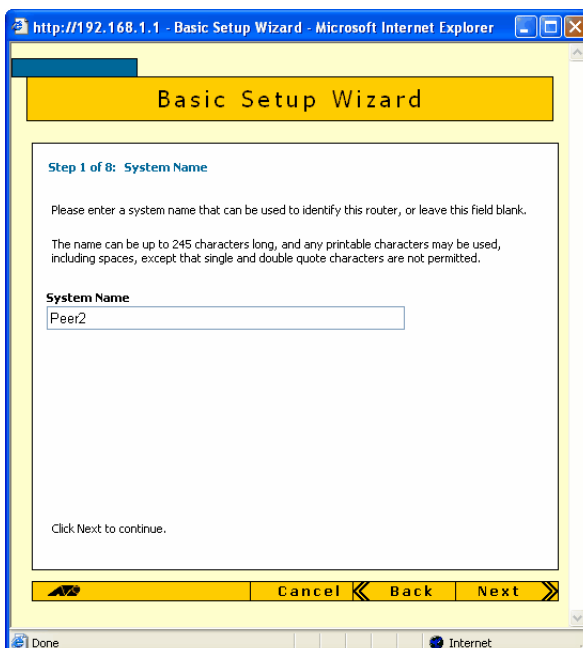 http://192.168.1.1 - Basic Setup Wizard - Microsoft Internet Explorer
Basic Setup Wizard
Step 1 of 8: System Name
Please enter a system name that can be used to identify this router, or leave this field blank.
The name can be up to 245 characters long, and any printable characters may be used,
including spaces, except that single and double quote characters are not permitted.
System Name
Peer2
Click Next to continue.
Cancel Back Next
Done Internet